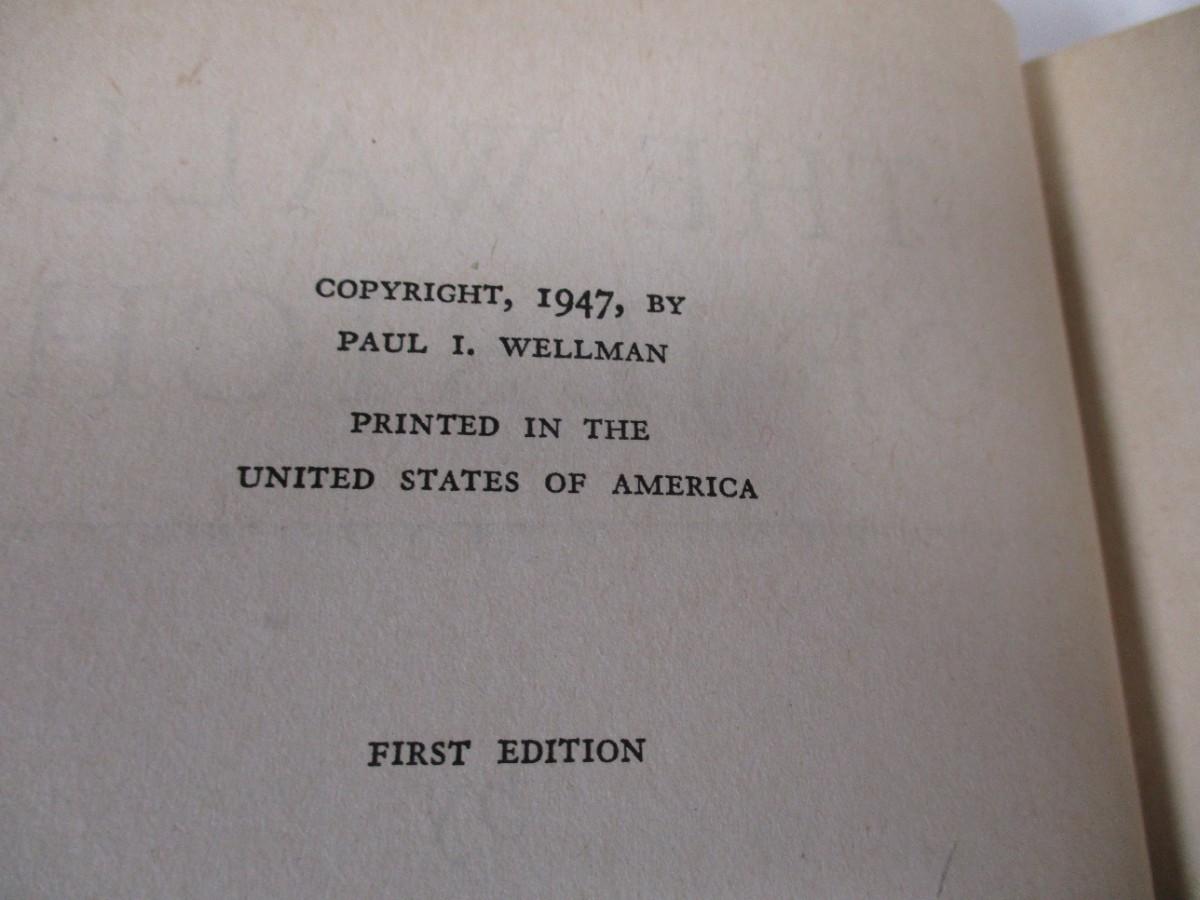 COPYRIGHT, 1947, BY
PAUL I. WELLMAN
PRINTED IN THE
UNITED STATES OF AMERICA
FIRST EDITION